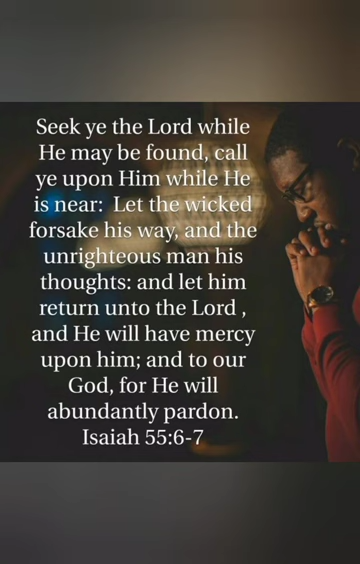 Seek ye the Lord while
He may be found, call
ye upon Him while He
is near:  Let the wicked
forsake his way, and the
unrighteous man his
thoughts: and let him
return unto the Lord ,
and He will have mercy
upon him; and to our
God, for He will
abundantly pardon.
Isaiah 55:6-7